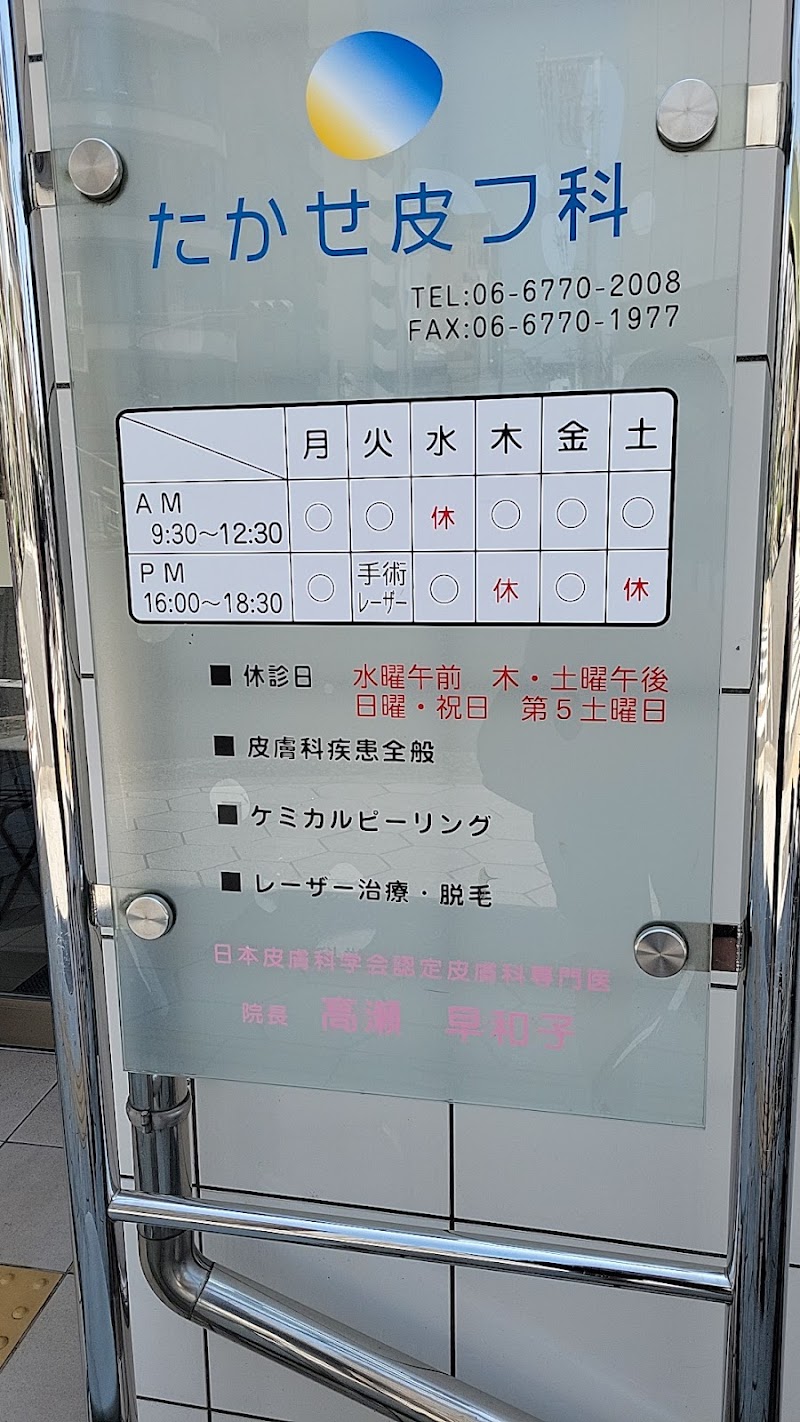 たかせ皮フ科
TEL:06-6770-2008
FAX:06-6770-1977
月 火 水 木 金 土
AM
9:30〜12:30 ○ ○ 休 ○ ○ ○
PM 手術
16:00〜18:30 ○ レーザー ○ 休 ○ 休
■ 休診日 水曜午前 木・土曜午後
日曜・祝日 第5土曜日
■ 皮膚科疾患全般
■ ケミカルピーリング
■ レーザー治療・脱毛
日本皮膚科学会認定皮膚科専門医
院長 高瀬 早和子